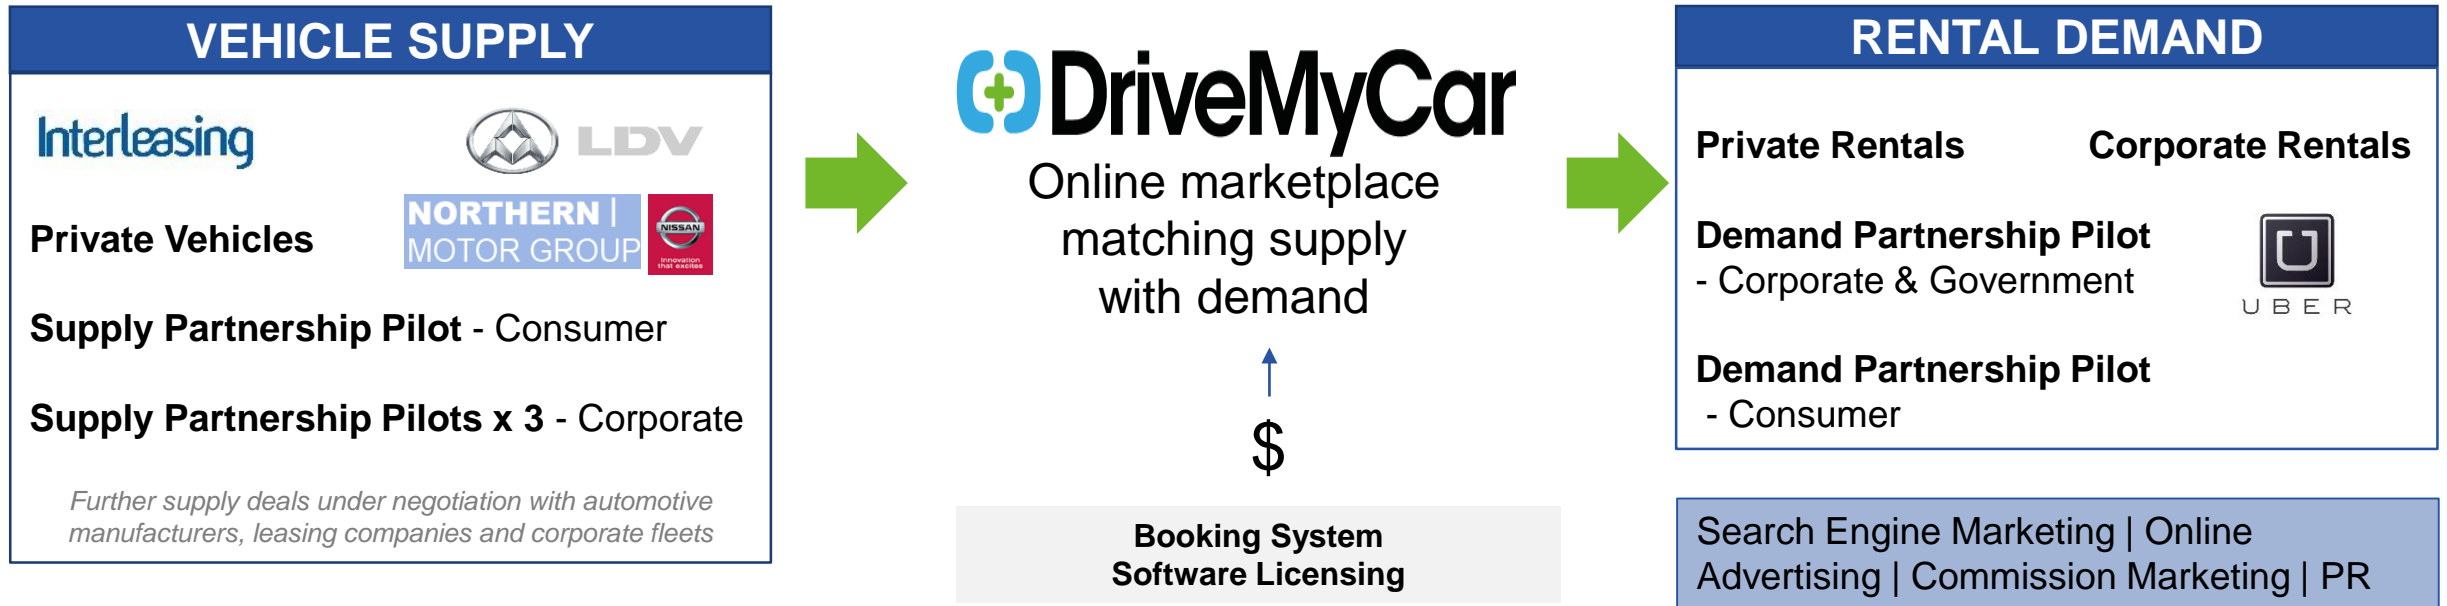 VEHICLE SUPPLY
Interleasing
LDV
Private Vehicles
NORTHERN |
MOTOR GROUP
NISSAN
Innovation
that excites
Supply Partnership Pilot - Consumer
Supply Partnership Pilots x 3 - Corporate
Further supply deals under negotiation with automotive
manufacturers, leasing companies and corporate fleets
DriveMyCar
Online marketplace
matching supply
with demand
$
Booking System
Software Licensing
RENTAL DEMAND
Private Rentals
Corporate Rentals
Demand Partnership Pilot
- Corporate & Government
U
UBER
Demand Partnership Pilot
- Consumer
Search Engine Marketing | Online
Advertising | Commission Marketing | PR